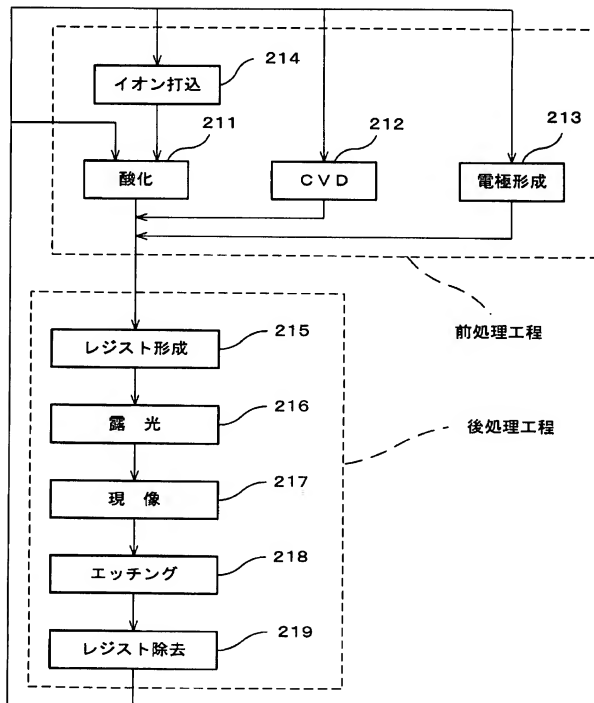 214
イオン打込
211
212
213
酸化
CVD
電極形成
前処理工程
215
レジスト形成
216
露 光
後処理工程
217
現 像
218
エッチング
219
レジスト除去